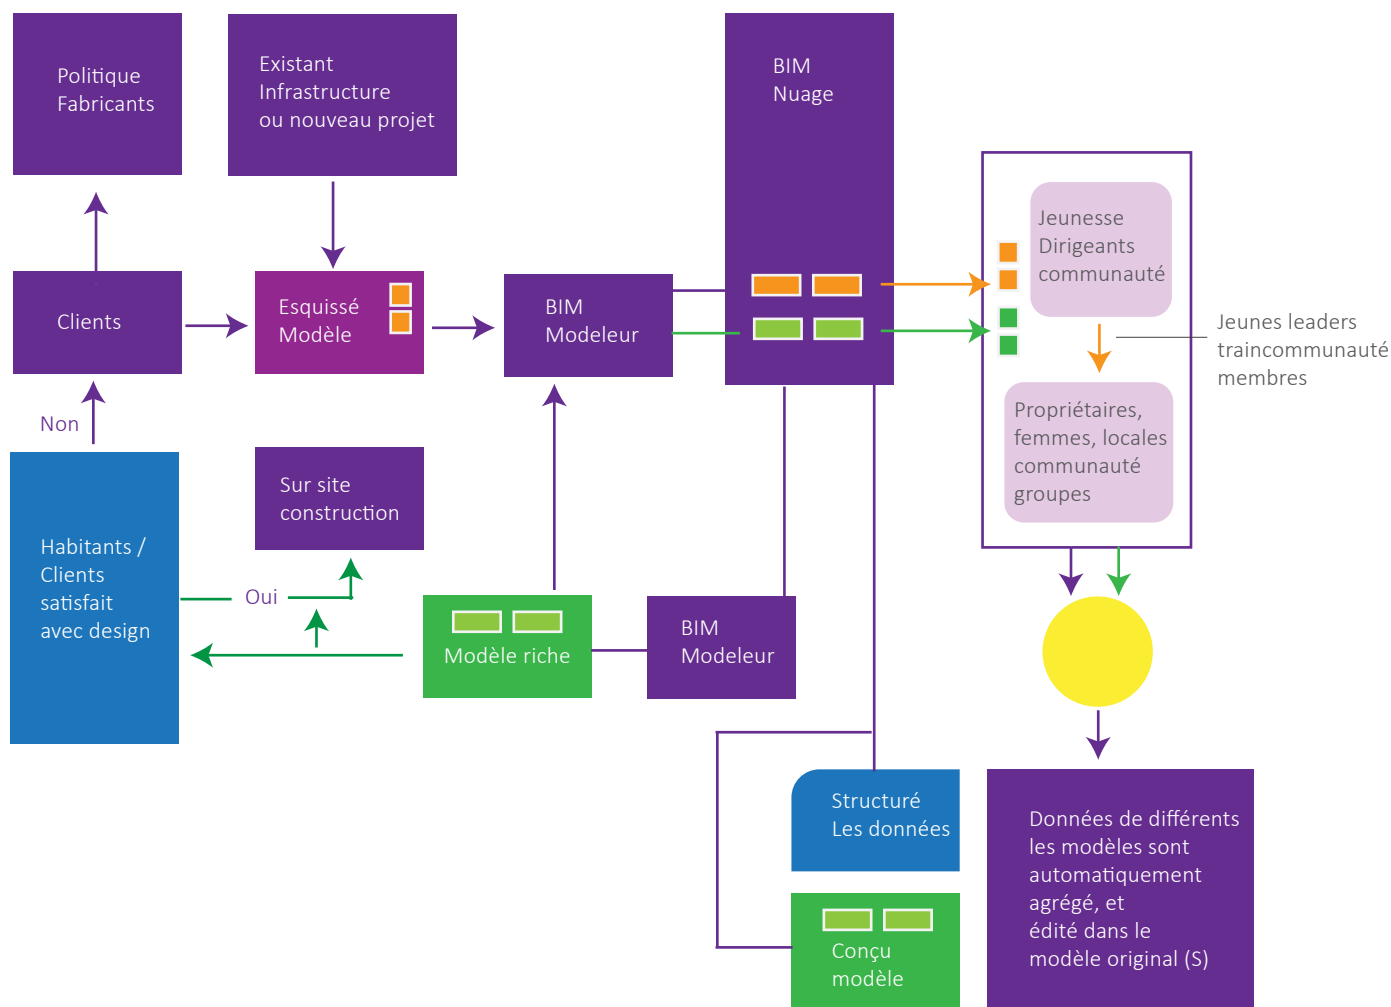 Politique
Fabricants
Existant
Infrastructure
ou nouveau projet
BIM
Nuage
Jeunesse
Dirigeants
communauté
Clients
Esquissé
Modèle
BIM
Modeleur
Jeunes leaders
traincommunauté
membres
Non
Propriétaires,
femmes, locales
communauté
groupes
Sur site
construction
Habitants /
Clients
satisfait
avec design
Oui
Modèle riche
BIM
Modeleur
Structuré
Les données
Conçu
modèle
Données de différents
les modèles sont
automatiquement
agrégé, et
édité dans le
modèle original (S)